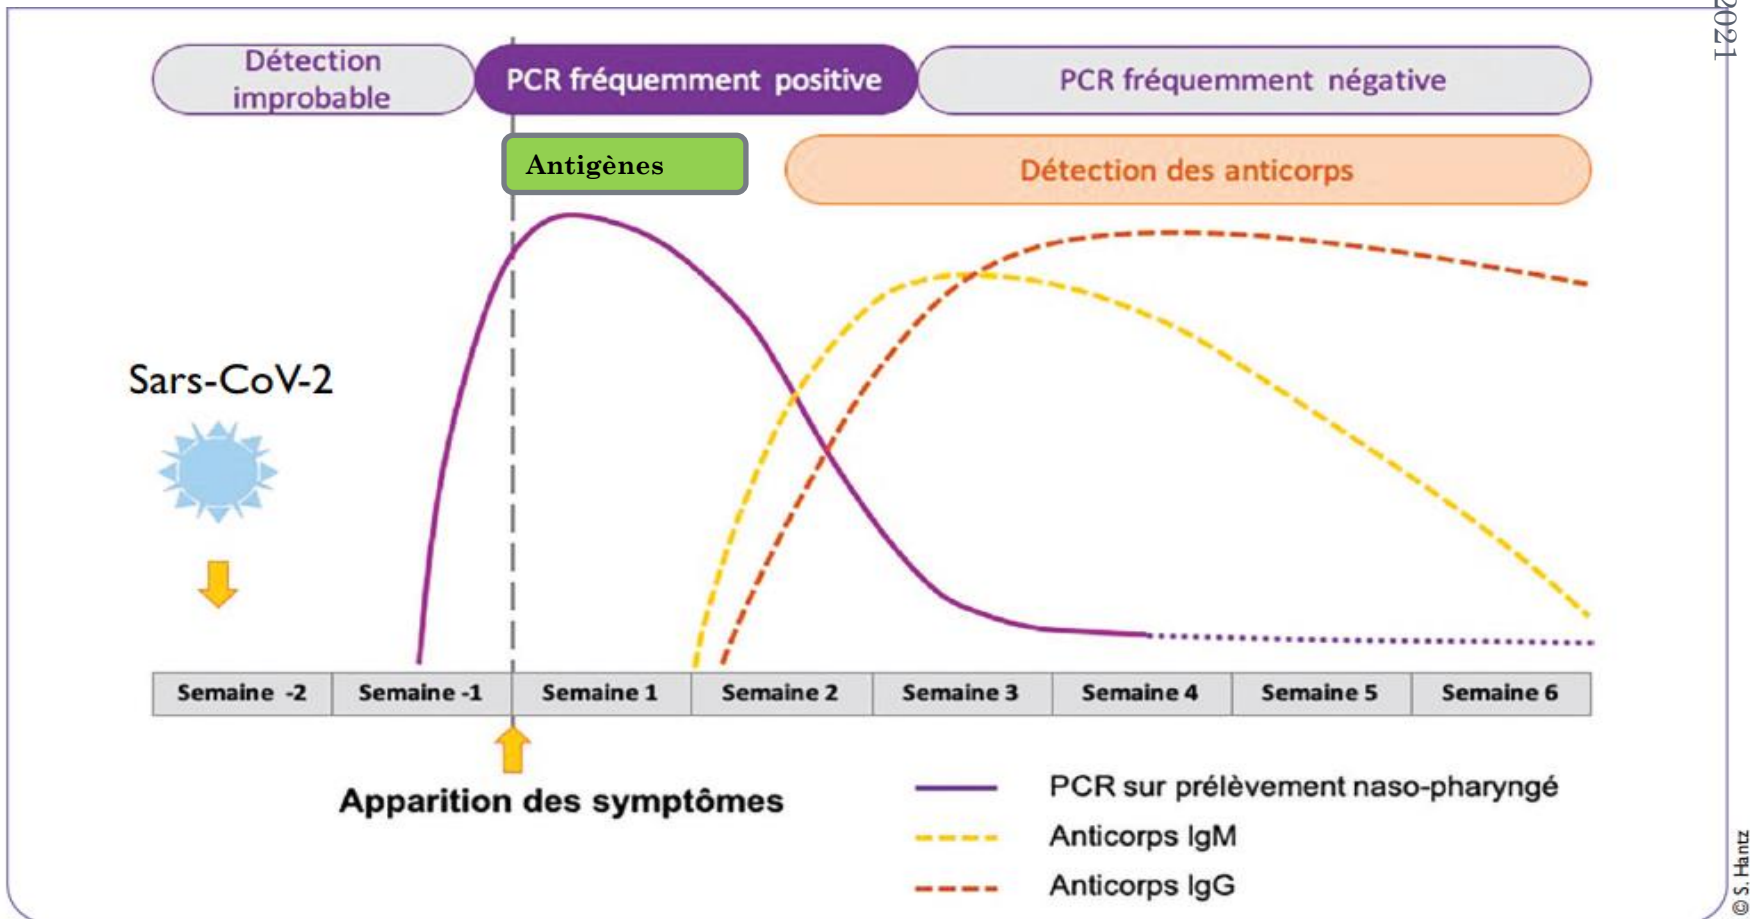 2021
Détection
improbable
PCR fréquemment positive
PCR fréquemment négative
Antigènes
Détection des anticorps
Sars-CoV-2
Semaine -2
Semaine -1
Semaine 1
Semaine 2
Semaine 3
Semaine 4
Semaine 5
Semaine 6
Apparition des symptômes
PCR sur prélèvement naso-pharyngé
Anticorps IgM
Anticorps IgG
© S. Hantz